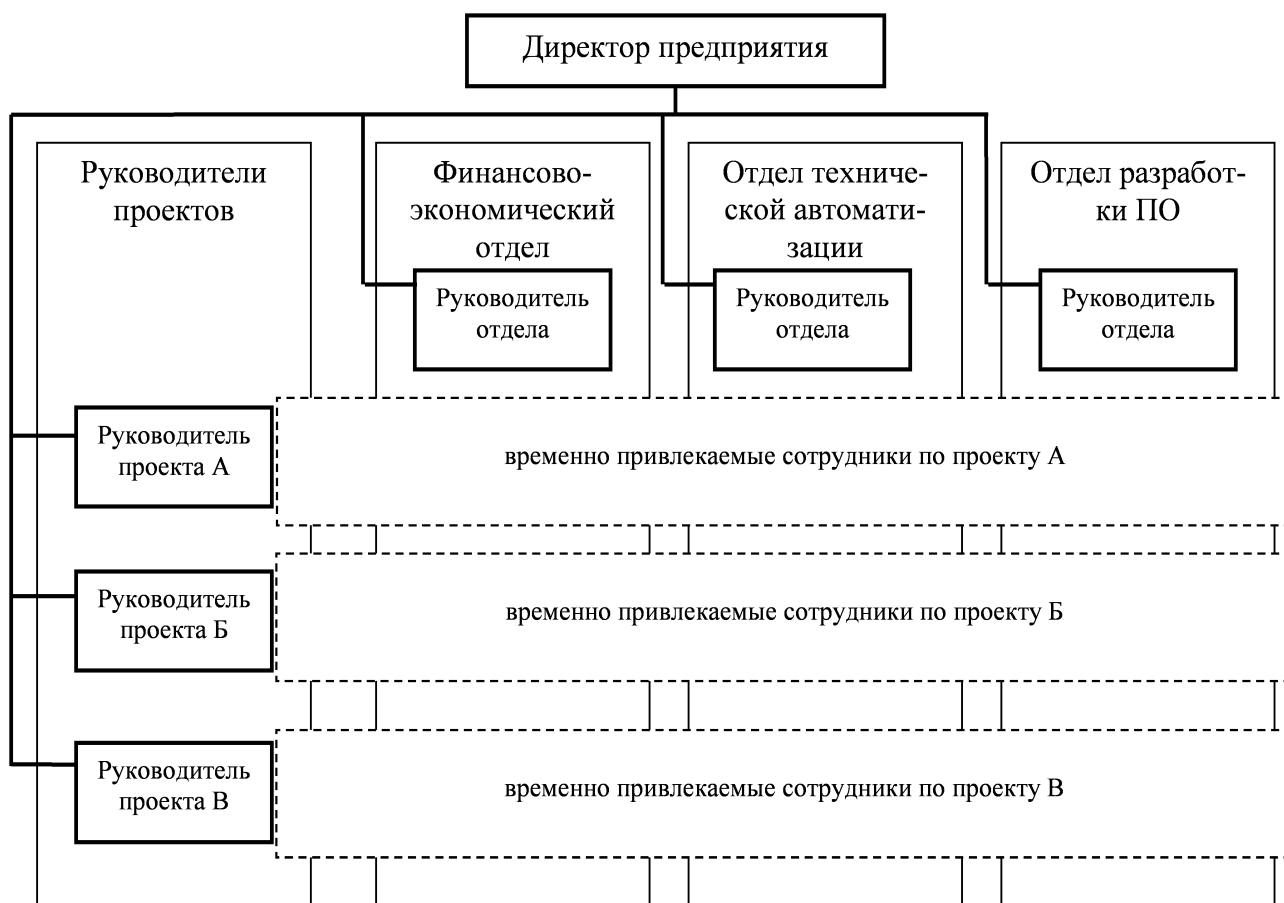 Директор предприятия
Руководители
проектов
Финансово-
экономический
отдел
Отдел техниче-
ской автомати-
зации
Отдел разработ-
ки ПО
Руководитель
отдела
Руководитель
отдела
Руководитель
отдела
Руководитель
проекта А
временно привлекаемые сотрудники по проекту А
Руководитель
проекта Б
временно привлекаемые сотрудники по проекту Б
Руководитель
проекта В
временно привлекаемые сотрудники по проекту В